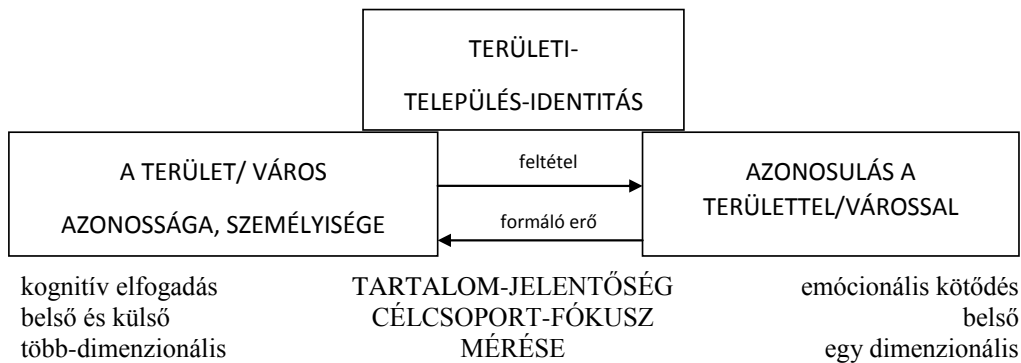 TERÜLETI-
TELEPÜLÉS-IDENTITÁS
A TERÜLET/ VÁROS
AZONOSSÁGA, SZEMÉLYISÉGE
feltétel
formáló erő
AZONOSULÁS A
TERÜLETTEL/VÁROSSAL
kognitív elfogadás TARTALOM-JELENTŐSÉG emócionális kötődés
belső és külső CÉLCSOPORT-FÓKUSZ belső
több-dimenzionális MÉRÉSE egy dimenzionális